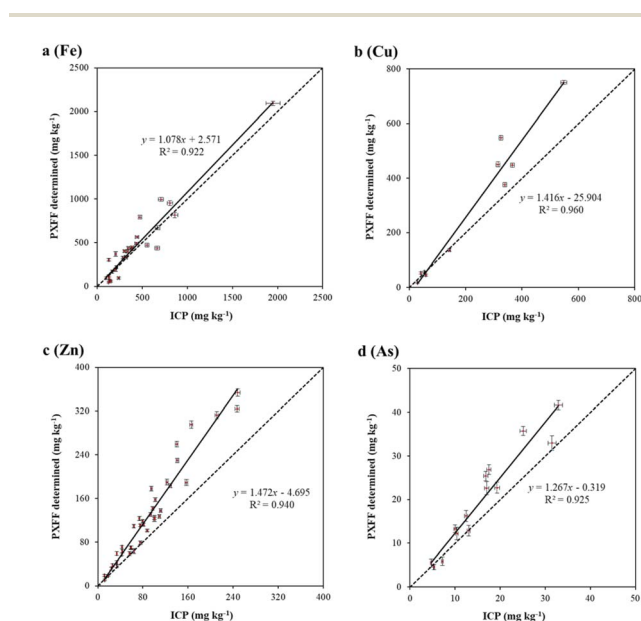 a (Fe)
2500
2000
1500
1000
500
0
0 500 1000 1500 2000 2500
PXFF determined (mg kg⁻¹)
ICP (mg kg⁻¹)
y = 1.078x + 2.571
R² = 0.922
b (Cu)
800
600
400
200
0
0 200 400 600 800
PXFF determined (mg kg⁻¹)
ICP (mg kg⁻¹)
y = 1.416x - 25.904
R² = 0.960
c (Zn)
400
320
240
160
80
0
0 80 160 240 320 400
PXFF determined (mg kg⁻¹)
ICP (mg kg⁻¹)
y = 1.472x - 4.695
R² = 0.940
d (As)
50
40
30
20
10
0
0 10 20 30 40 50
PXFF determined (mg kg⁻¹)
ICP (mg kg⁻¹)
y = 1.267x - 0.319
R² = 0.925